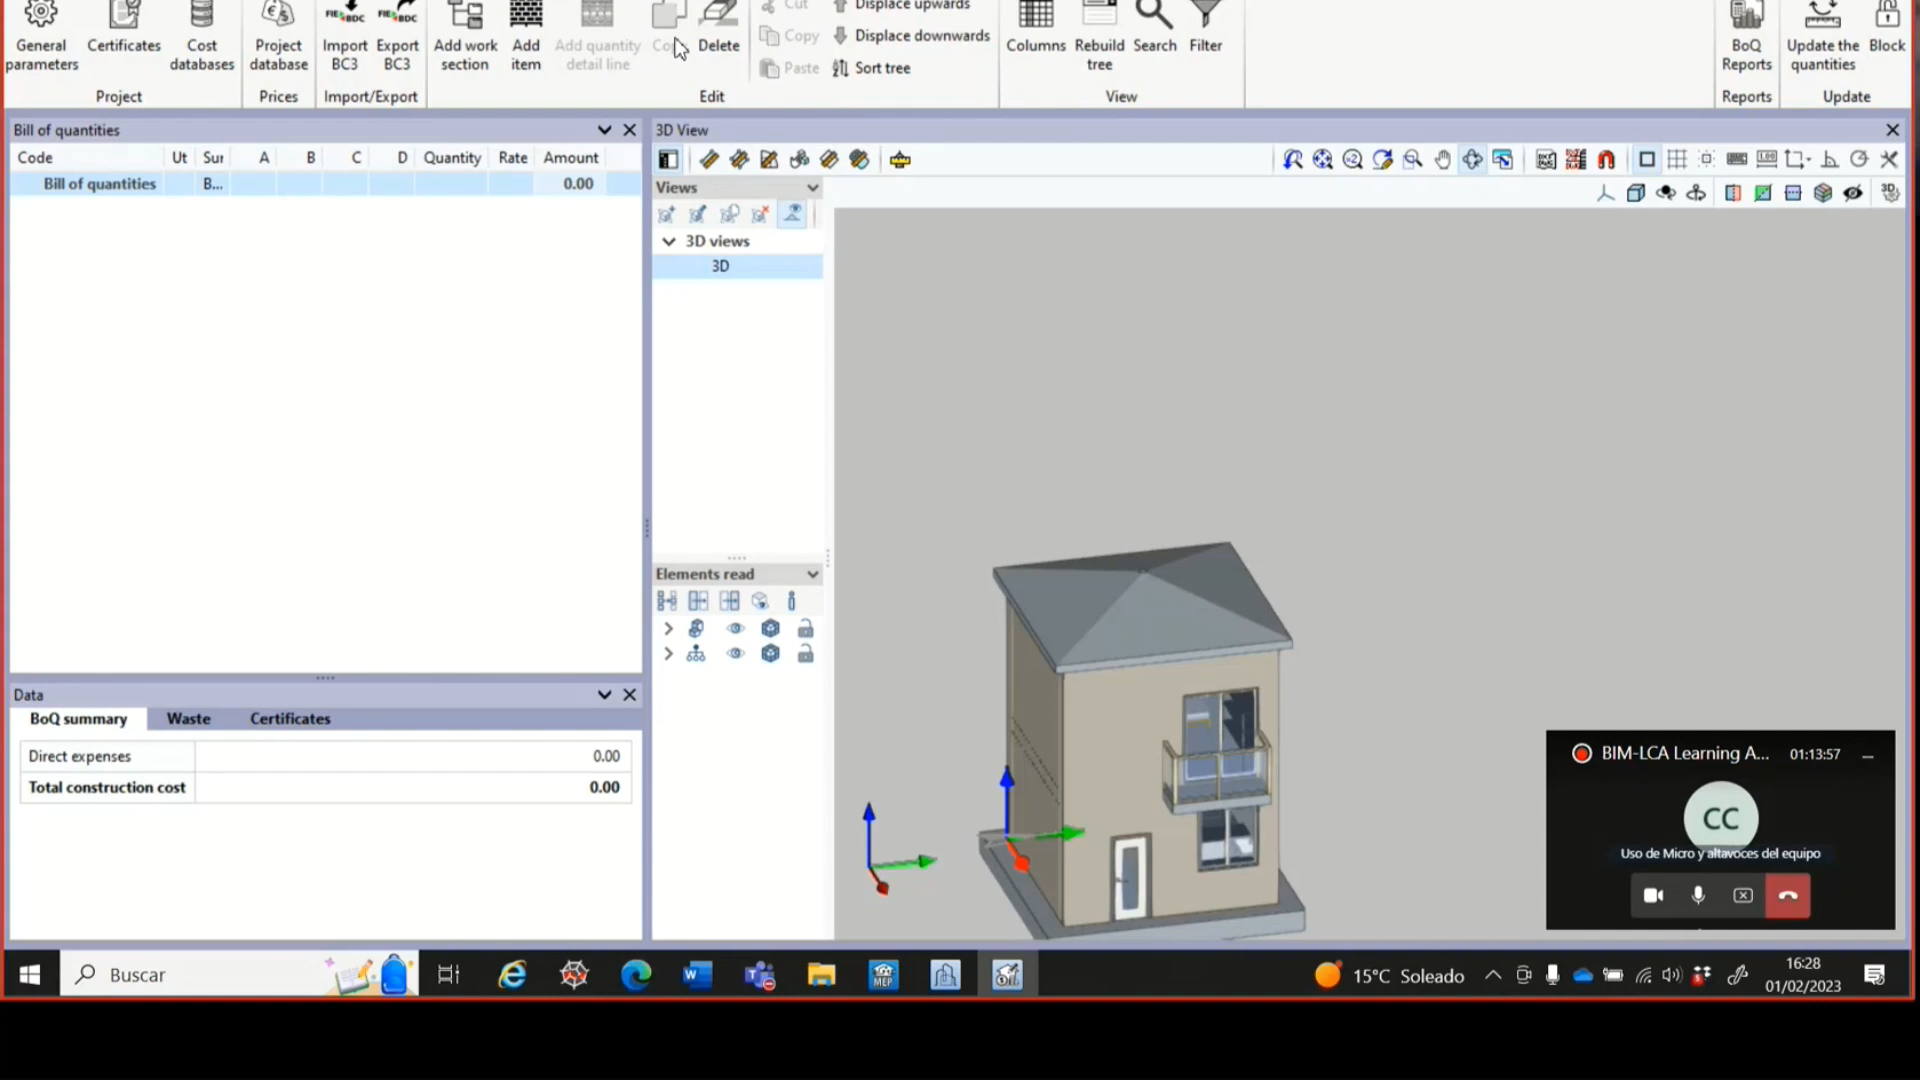 General parameters
Certificates
Cost databases
Project database
FIE BDC
Import BC3
FIE BDC
Export BC3
Add work section
Add item
Add quantity detail line
Delete
Cut
Copy
Paste
Displace upwards
Displace downwards
Sort tree
Columns
Rebuild tree
Search
Filter
BoQ Reports
Update the quantities
Block
Project
Prices
Import/Export
Edit
View
Reports
Update
Bill of quantities
Code Ut Sur A B C D Quantity Rate Amount
Bill of quantities B... 0.00
3D View
Views
3D views
3D
Elements read
Data
BoQ summary Waste Certificates
Direct expenses 0.00
Total construction cost 0.00
BIM-LCA Learning A... 01:13:57
CC
Uso de Micro y altavoces del equipo
Buscar
MEP
15°C Soleado
16:28
01/02/2023